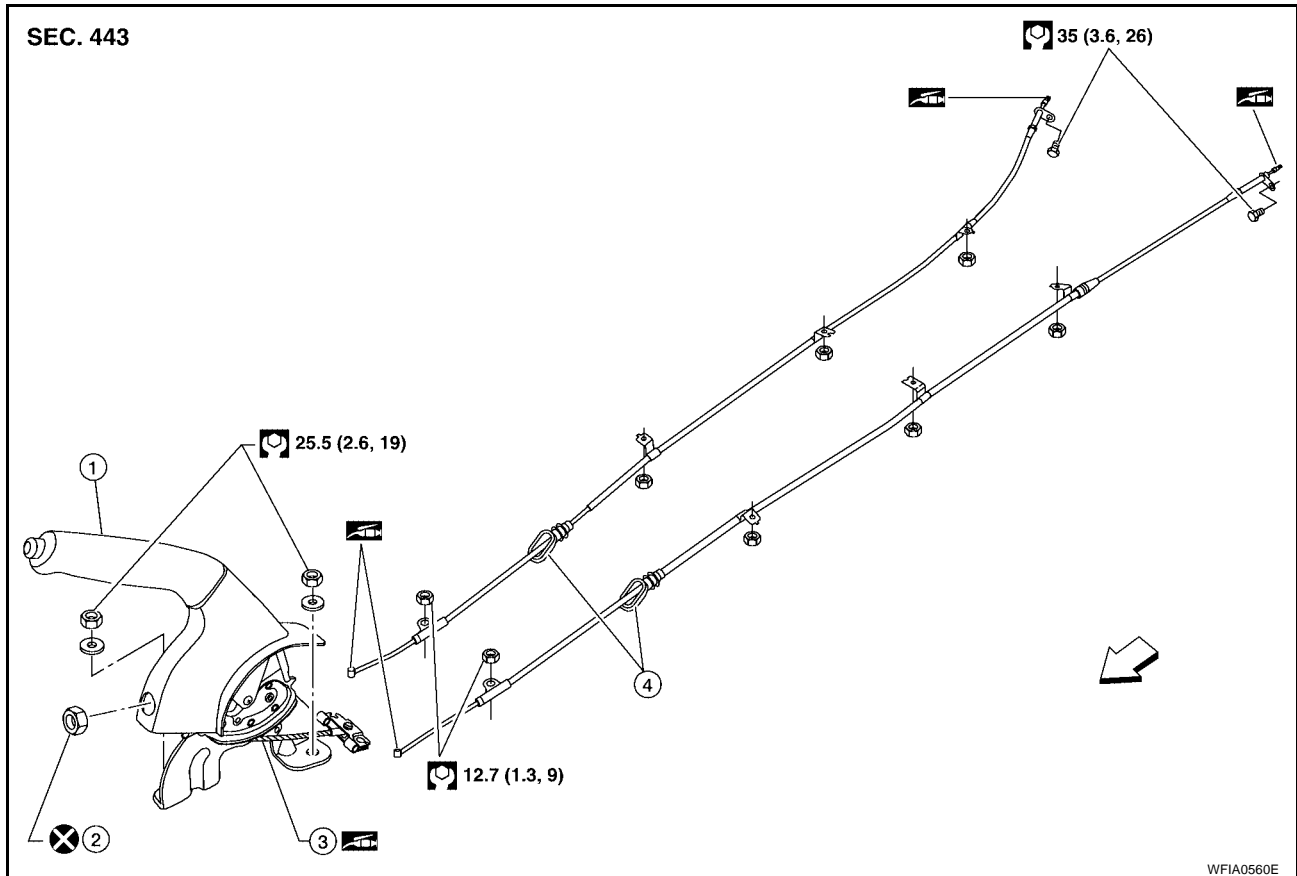 SEC. 443
35 (3.6, 26)
25.5 (2.6, 19)
1
4
12.7 (1.3, 9)
2
3
WFIA0560E